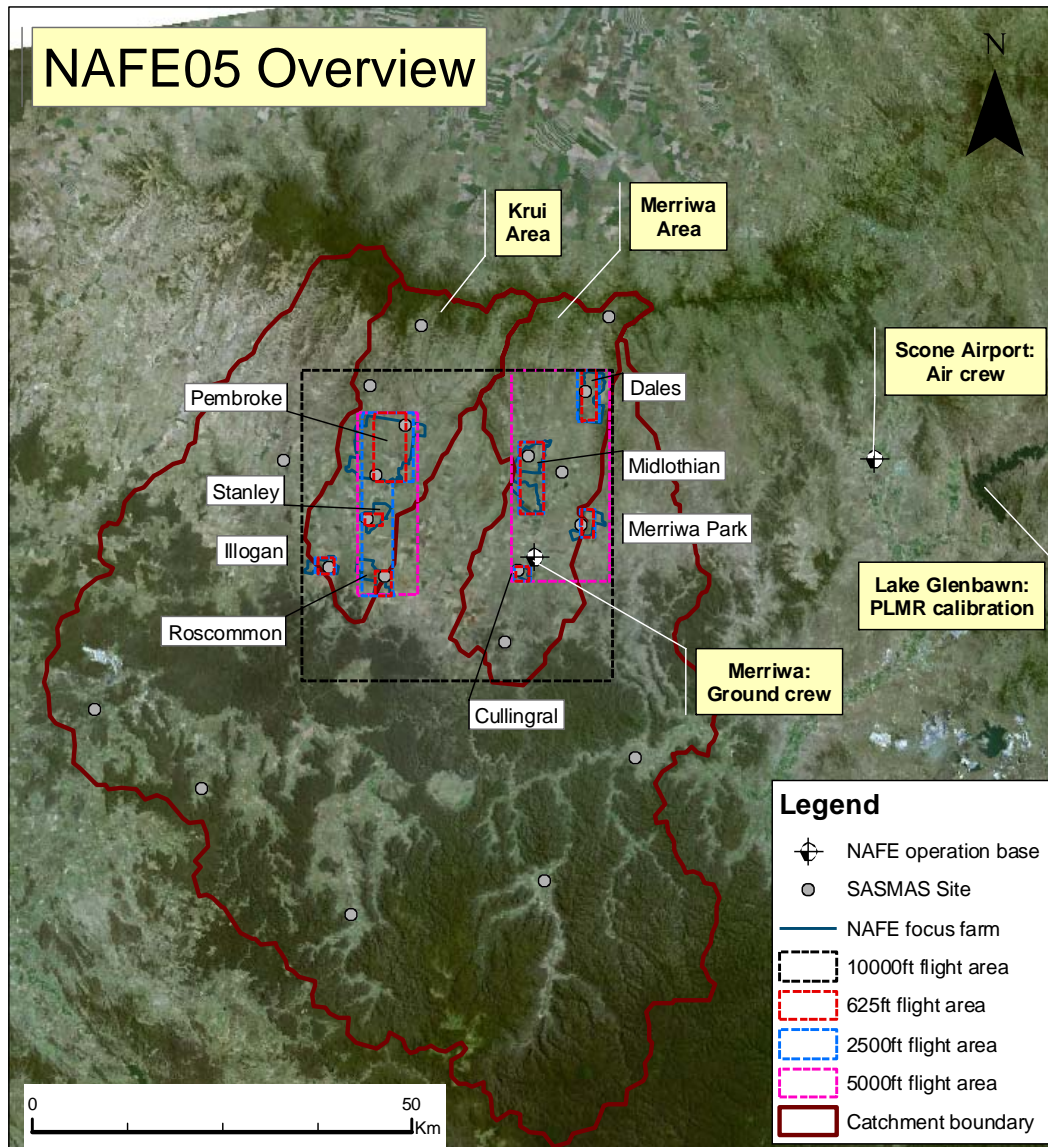 NAFE05 Overview
N
Krui
Area
Merriwa
Area
Scone Airport:
Air crew
Pembroke
Dales
Stanley
Midlothian
Illogan
Merriwa Park
Lake Glenbawn:
PLMR calibration
Roscommon
Merriwa:
Ground crew
Cullingral
Legend
NAFE operation base
SASMAS Site
NAFE focus farm
10000ft flight area
625ft flight area
2500ft flight area
5000ft flight area
Catchment boundary
0 50
Km